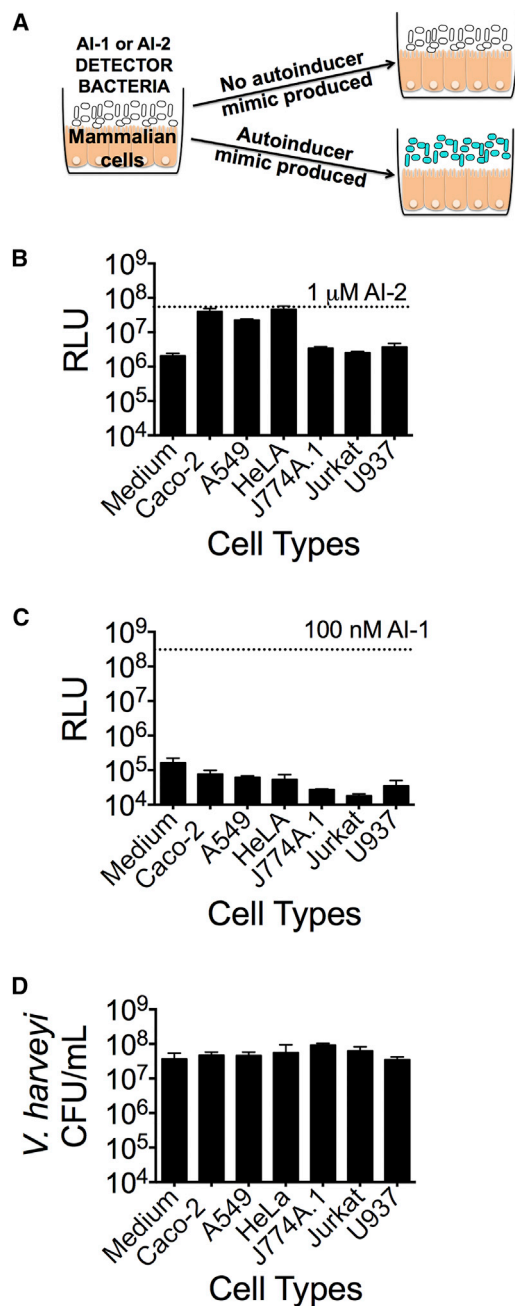 A
AI-1 or AI-2
DETECTOR
BACTERIA
Mammalian
cells
No autoinducer
mimic produced
Autoinducer
mimic produced
B
RLU
10⁹
10⁸
10⁷
10⁶
10⁵
10⁴
1 μM AI-2
Medium
Caco-2
A549
HeLA
J774A.1
Jurkat
U937
Cell Types
C
RLU
10⁹
10⁸
10⁷
10⁶
10⁵
10⁴
100 nM AI-1
Medium
Caco-2
A549
HeLA
J774A.1
Jurkat
U937
Cell Types
D
V. harveyi
CFU/mL
10⁹
10⁸
10⁷
10⁶
10⁵
10⁴
Medium
Caco-2
A549
HeLa
J774A.1
Jurkat
U937
Cell Types